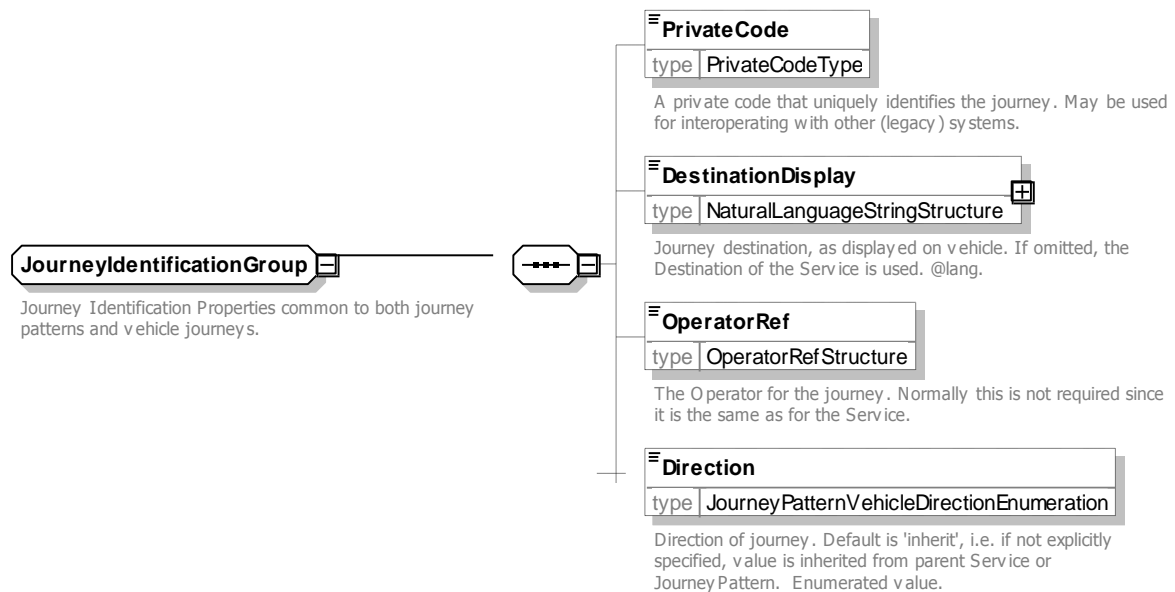 PrivateCode
type PrivateCodeType
A private code that uniquely identifies the journey. May be used
for interoperating with other (legacy) systems.
DestinationDisplay
type NaturalLanguageStringStructure
Journey destination, as displayed on vehicle. If omitted, the
Destination of the Service is used. @lang.
JourneyIdentificationGroup
Journey Identification Properties common to both journey
patterns and vehicle journeys.
OperatorRef
type OperatorRefStructure
The Operator for the journey. Normally this is not required since
it is the same as for the Service.
Direction
type JourneyPatternVehicleDirectionEnumeration
Direction of journey. Default is 'inherit', i.e. if not explicitly
specified, value is inherited from parent Service or
JourneyPattern. Enumerated value.